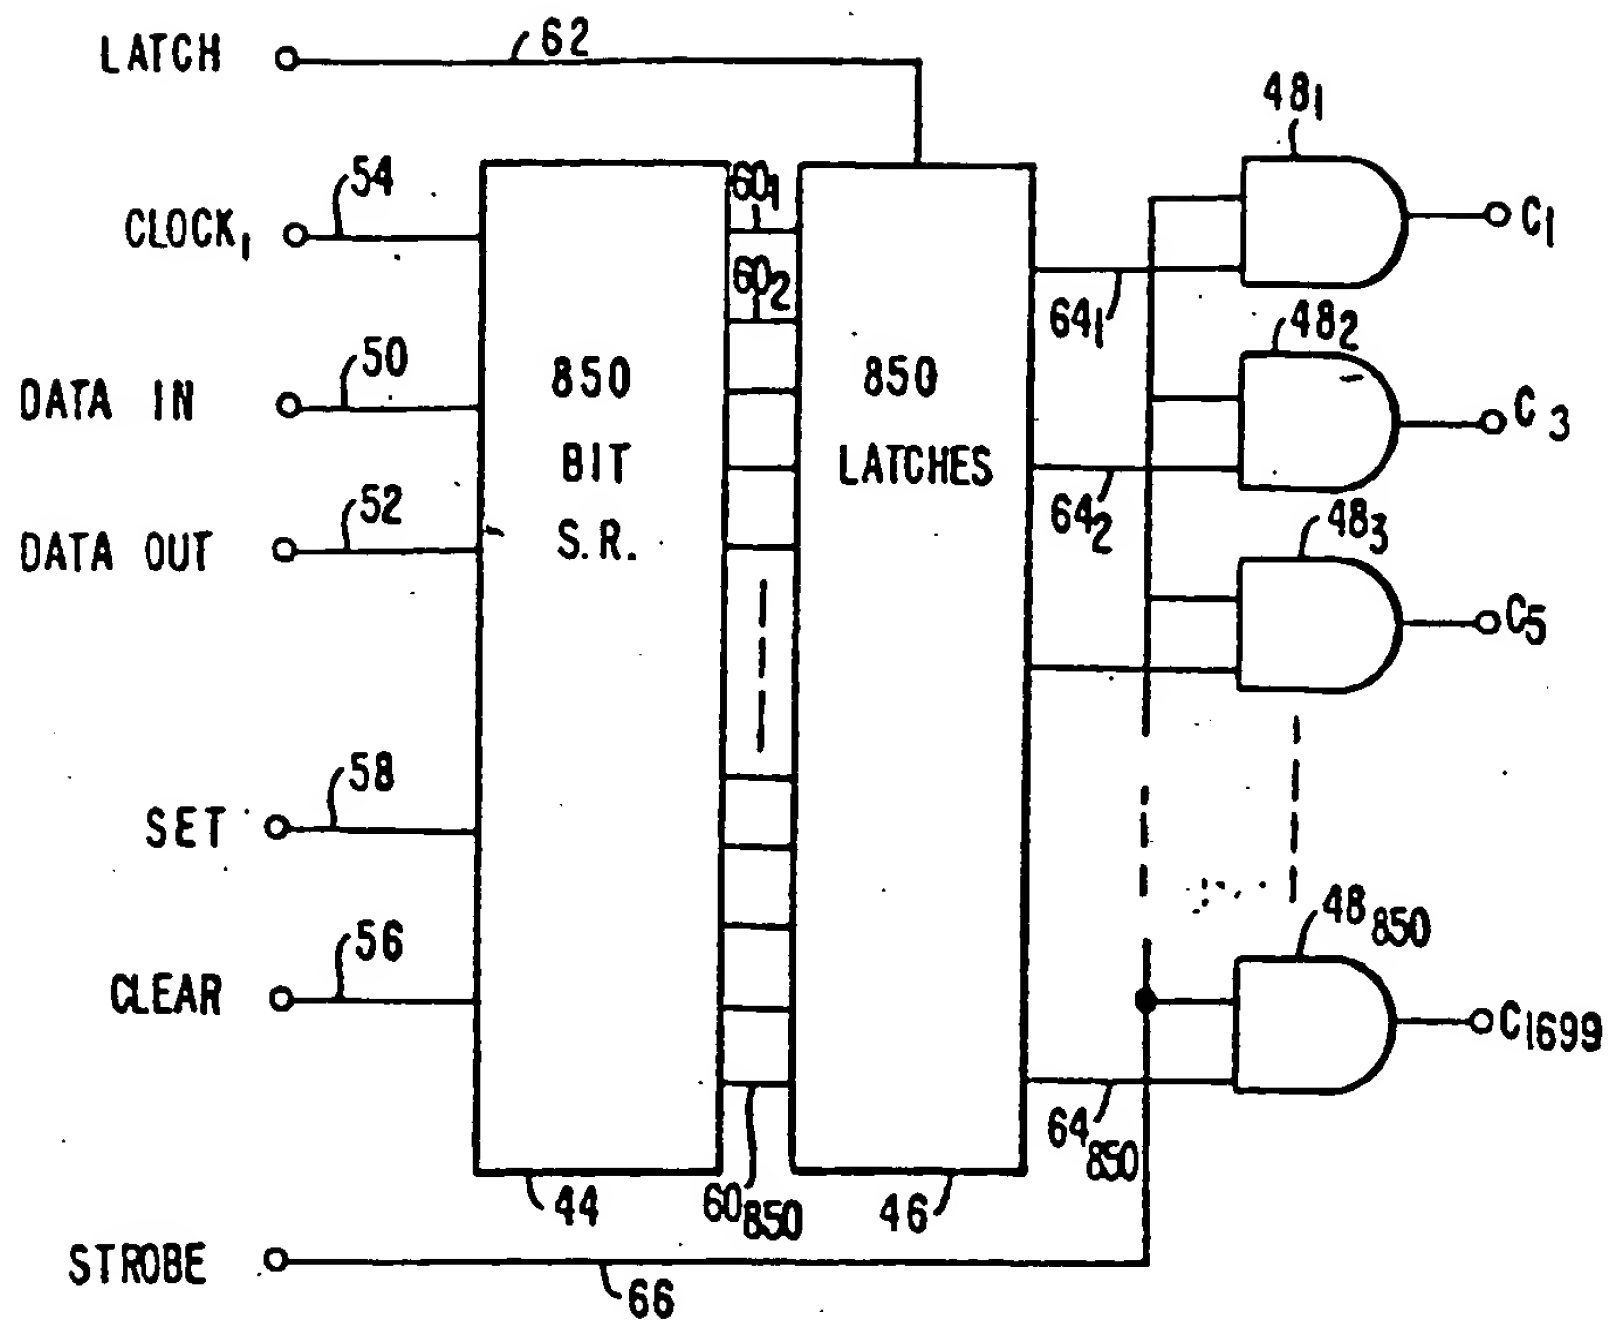 LATCH
62
48₁
CLOCK₁
54
60₁
C₁
60₂
64₁
48₂
DATA IN
50
850
BIT
S.R.
850
LATCHES
C₃
DATA OUT
52
64₂
48₃
C₅
SET
58
48₈₅₀
CLEAR
56
C₁₆₉₉
64₈₅₀
44
60₈₅₀
46
STROBE
66